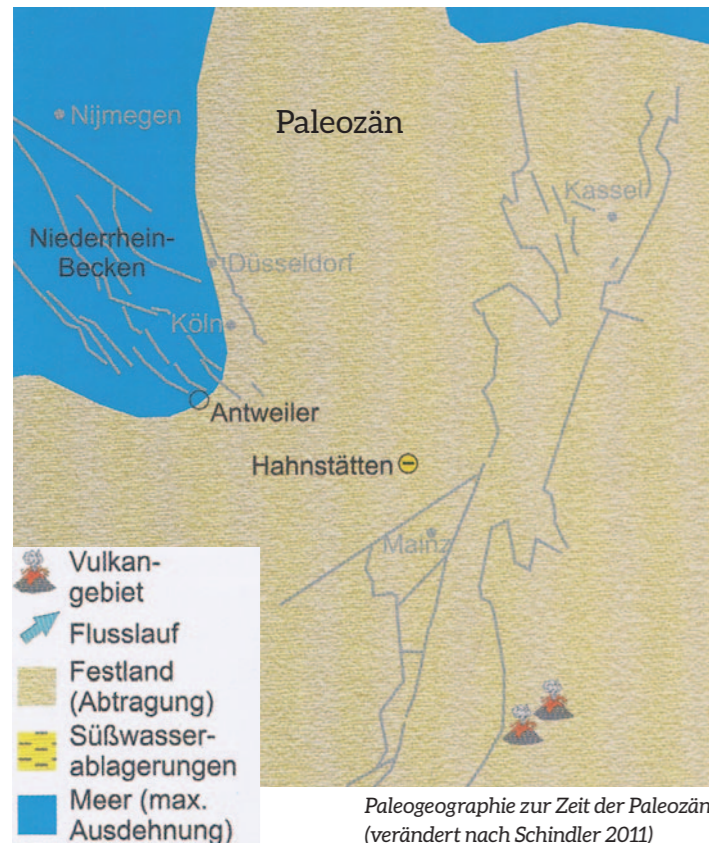 Paleozän
Nijmegen
Niederrhein-
Becken
Düsseldorf
Kassel
Köln
Antweiler
Hahnstätten
Mainz
Vulkan-
gebiet
Flusslauf
Festland
(Abtragung)
Süßwasser-
ablagerungen
Meer (max.
Ausdehnung)
Paleogeographie zur Zeit der Paleozän
(verändert nach Schindler 2011)